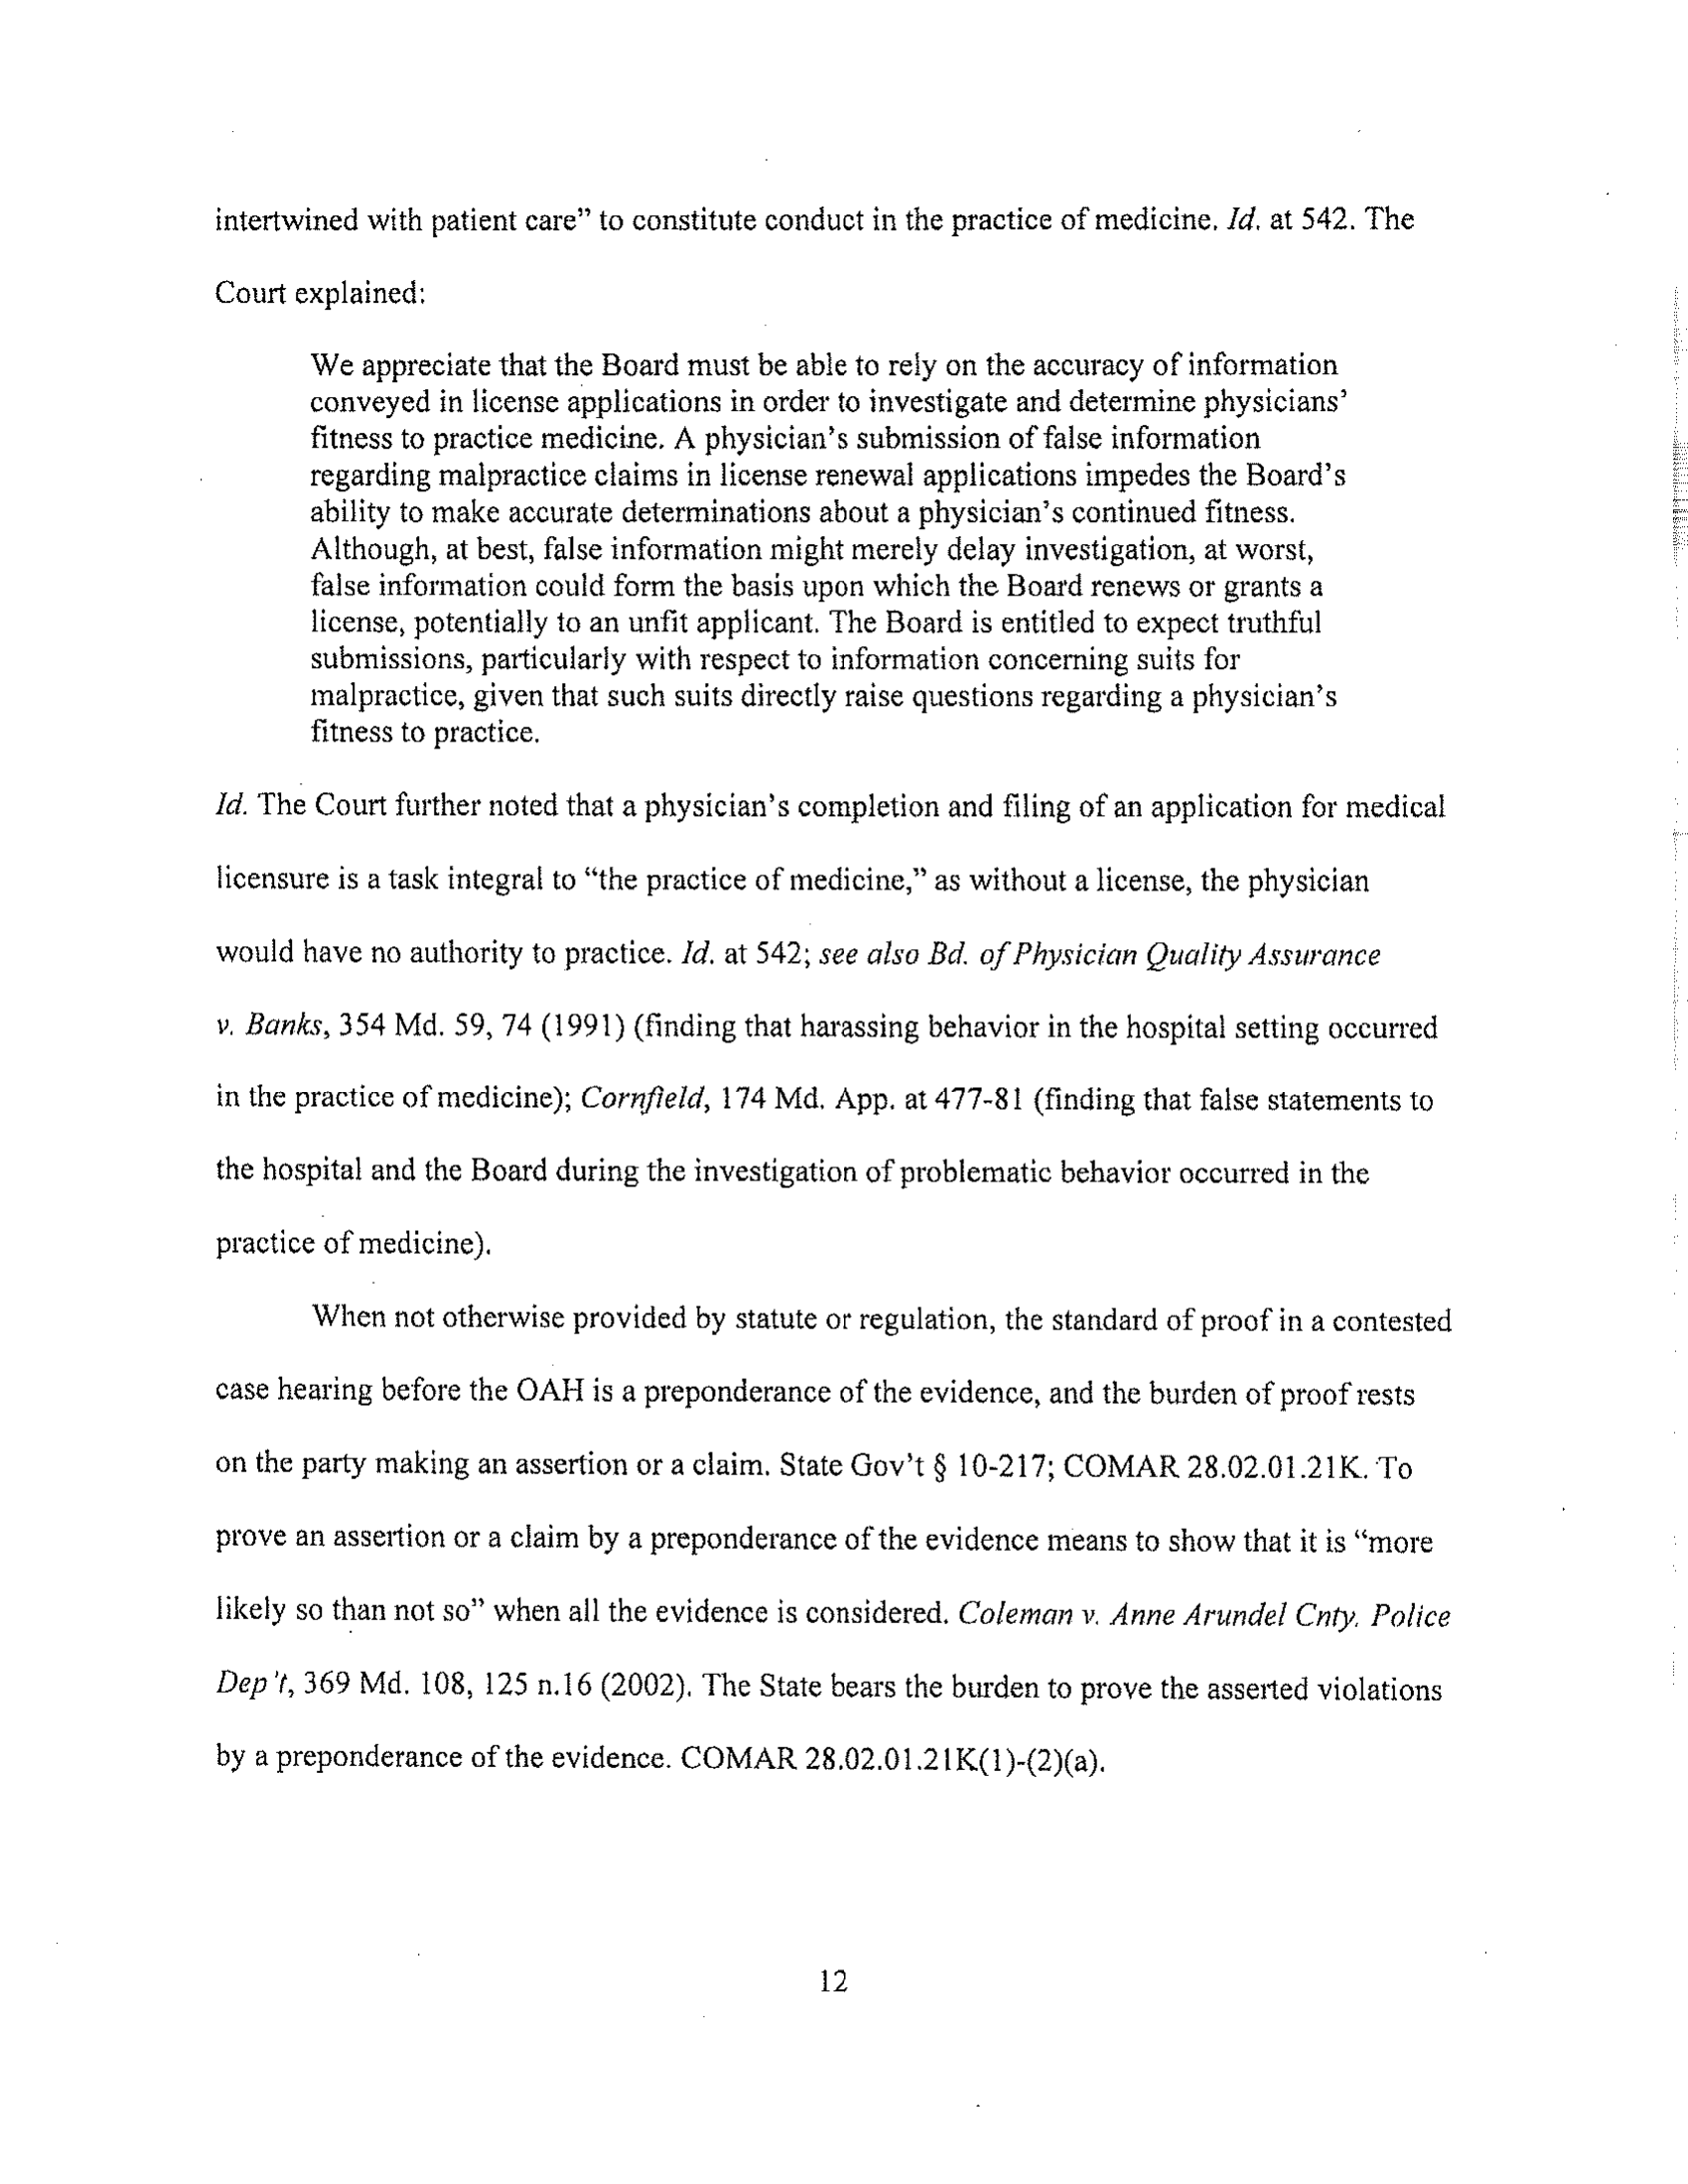 intertwined with patient care” to constitute conduct in the practice of medicine. Id. at 542. The
Court explained:
We appreciate that the Board must be able to rely on the accuracy of information
conveyed in license applications in order to investigate and determine physicians’
fitness to practice medicine. A physician’s submission of false information
regarding malpractice claims in license renewal applications impedes the Board’s
ability to make accurate determinations about a physician’s continued fitness.
Although, at best, false information might merely delay investigation, at worst,
false information could form the basis upon which the Board renews or grants a
license, potentially to an unfit applicant. The Board is entitled to expect truthful
submissions, particularly with respect to information concerning suits for
malpractice, given that such suits directly raise questions regarding a physician’s
fitness to practice.
Id. The Court further noted that a physician’s completion and filing of an application for medical
licensure is a task integral to “the practice of medicine,” as without a license, the physician
would have no authority to practice. Id. at 542; see also Bd. of Physician Quality Assurance
v. Banks, 354 Md. 59, 74 (1991) (finding that harassing behavior in the hospital setting occurred
in the practice of medicine); Cornfield, 174 Md. App. at 477-81 (finding that false statements to
the hospital and the Board during the investigation of problematic behavior occurred in the
practice of medicine).
When not otherwise provided by statute or regulation, the standard of proof in a contested
case hearing before the OAH is a preponderance of the evidence, and the burden of proof rests
on the party making an assertion or a claim. State Gov’t § 10-217; COMAR 28.02.01.21K. To
prove an assertion or a claim by a preponderance of the evidence means to show that it is “more
likely so than not so” when all the evidence is considered. Coleman v. Anne Arundel Cnty. Police
Dep’t, 369 Md. 108, 125 n.16 (2002). The State bears the burden to prove the asserted violations
by a preponderance of the evidence. COMAR 28.02.01.21K(1)-(2)(a).
12